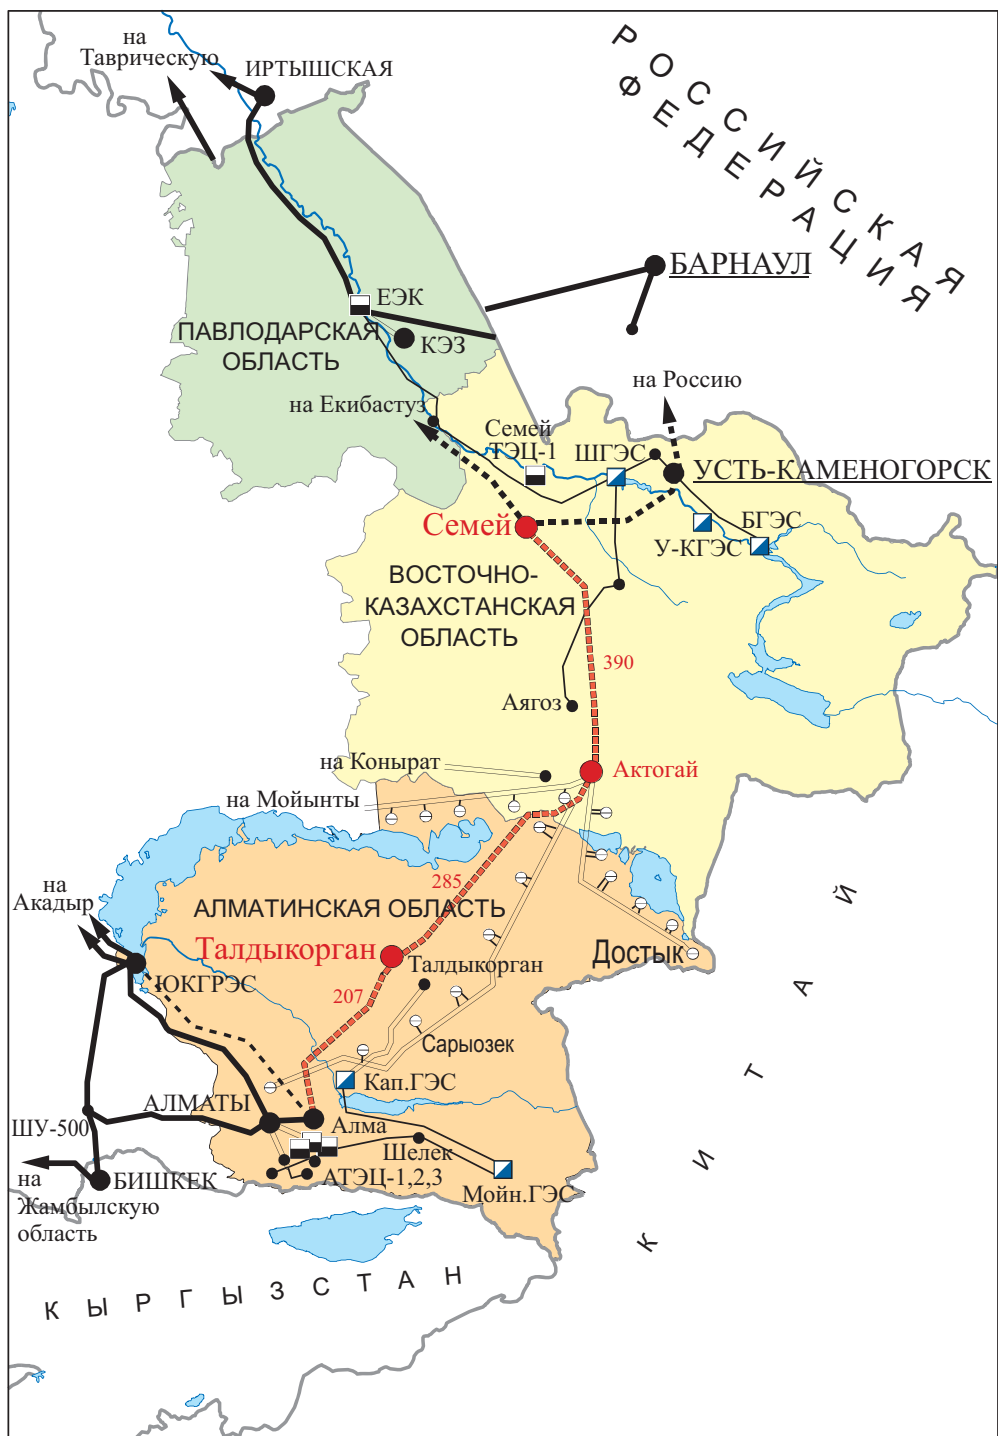 на
Таврическую
ИРТЫШСКАЯ
РОССИЙСКАЯ
ФЕДЕРАЦИЯ
БАРНАУЛ
ЕЭК
ПАВЛОДАРСКАЯ
ОБЛАСТЬ
КЭЗ
на Россию
на Екибастуз
Семей
ТЭЦ-1
ШГЭС
УСТЬ-КАМЕНОГОРСК
Семей
БГЭС
У-КГЭС
ВОСТОЧНО-
КАЗАХСТАНСКАЯ
ОБЛАСТЬ
390
Аягоз
на Конырат
Актогай
на Мойынты
285
на
Акадыр
АЛМАТИНСКАЯ ОБЛАСТЬ
Талдыкорган
Талдыкорган
Достык
ЮКГРЭС
207
Сарыозек
Кап.ГЭС
АЛМАТЫ
Алма
ШУ-500
Шелек
БИШКЕК
АТЭЦ-1,2,3
Мойн.ГЭС
на
Жамбылскую
область
КЫРГЫЗСТАН
КИТАЙ